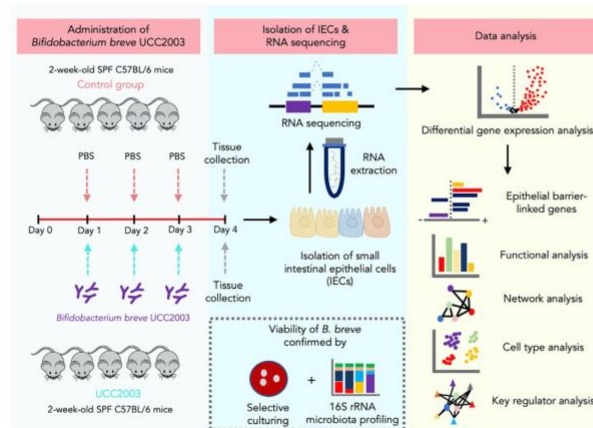 Administration of
Bifidobacterium breve UCC2003
2-week-old SPF C57BL/6 mice
Control group
PBS
PBS
PBS
Tissue
collection
Day 0
Day 1
Day 2
Day 3
Day 4
Tissue
collection
Bifidobacterium breve UCC2003
UCC2003
2-week-old SPF C57BL/6 mice
Isolation of IECs &
RNA sequencing
RNA sequencing
RNA
extraction
Isolation of small
intestinal epithelial cells
(IECs)
Viability of B. breve
confirmed by
Selective
culturing
+
16S rRNA
microbiota profiling
Data analysis
Differential gene expression analysis
- +
Epithelial barrier-
linked genes
Functional analysis
Network analysis
Cell type analysis
Key regulator analysis